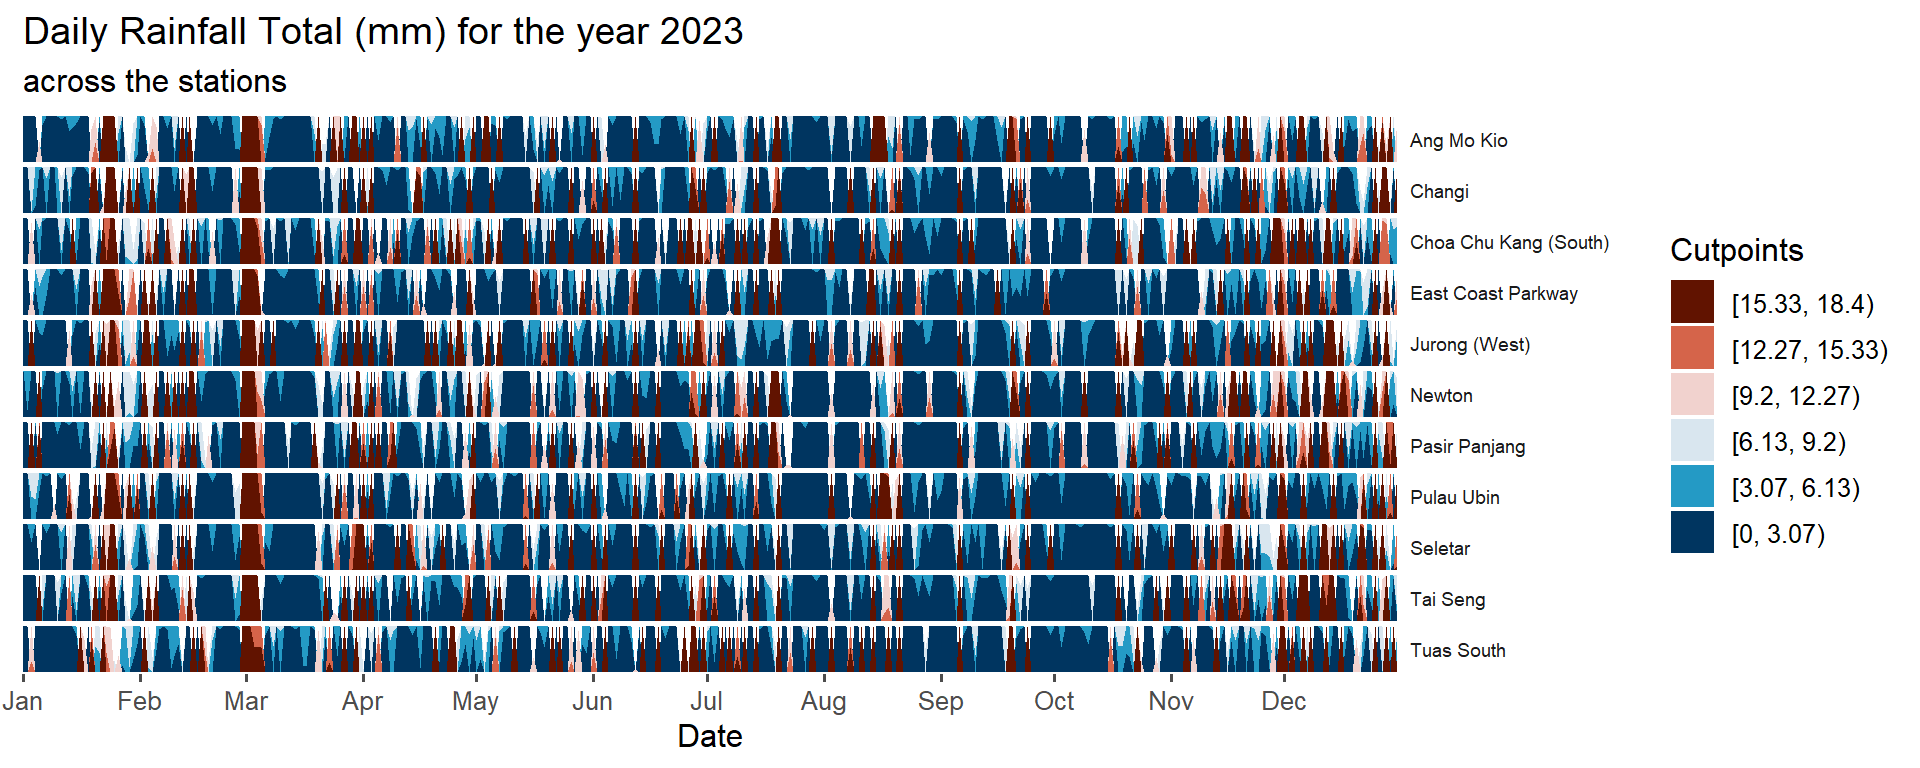 Daily Rainfall Total (mm) for the year 2023
across the stations
Ang Mo Kio
Changi
Choa Chu Kang (South)
East Coast Parkway
Jurong (West)
Newton
Pasir Panjang
Pulau Ubin
Seletar
Tai Seng
Tuas South
Jan Feb Mar Apr May Jun Jul Aug Sep Oct Nov Dec
Date
Cutpoints
[15.33, 18.4)
[12.27, 15.33)
[9.2, 12.27)
[6.13, 9.2)
[3.07, 6.13)
[0, 3.07)